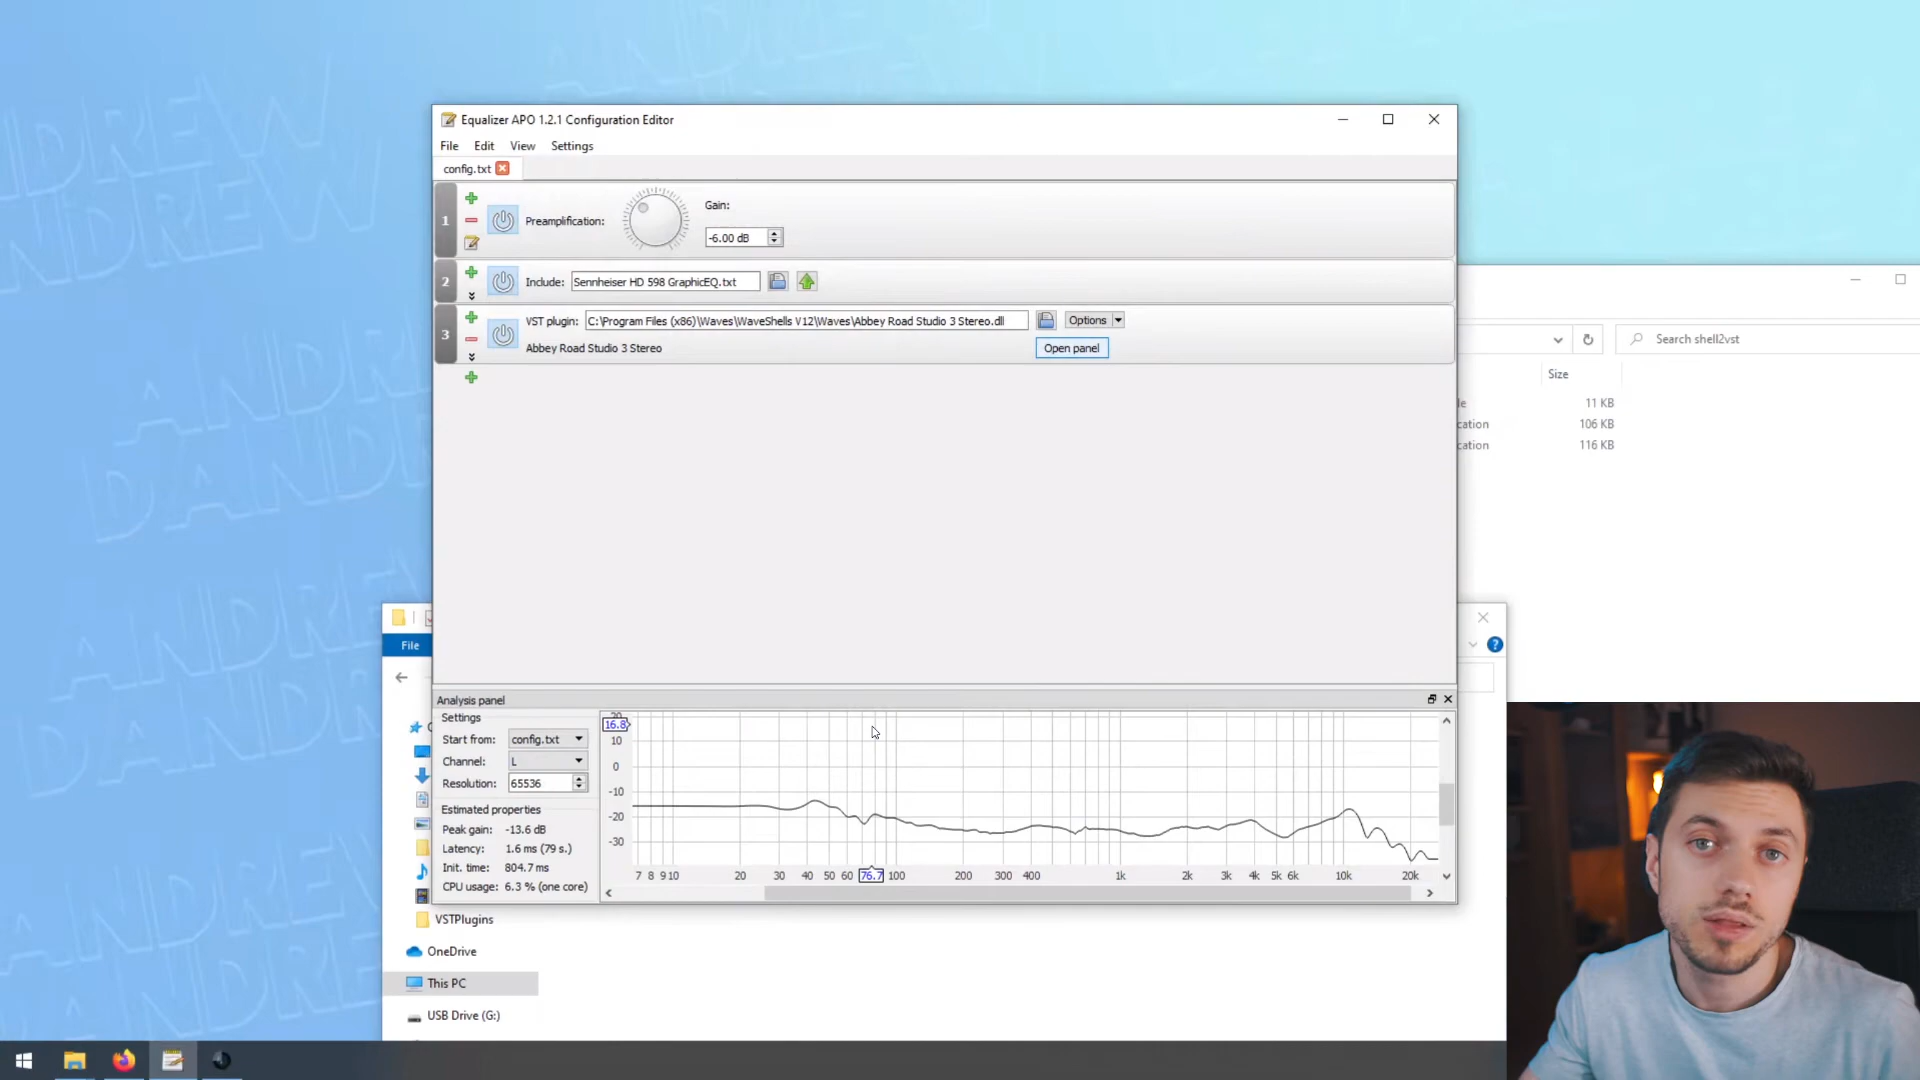 ANDREW
DANDREW
Equalizer APO 1.2.1 Configuration Editor
File Edit View Settings
config.txt
1 Preamplification: Gain:
-6.00 dB
2 Include: Sennheiser HD 598 GraphicEQ.txt
3 VST plugin: C:\Program Files (x86)\Waves\WaveShells V12\Waves\Abbey Road Studio 3 Stereo.dll Options
Abbey Road Studio 3 Stereo Open panel
Search shell2vst
Size
le 11 KB
cation 106 KB
cation 116 KB
File
Analysis panel
Settings
Start from: config.txt
Channel: L
Resolution: 65536
Estimated properties
Peak gain: -13.6 dB
Latency: 1.6 ms (79 s.)
Init. time: 804.7 ms
CPU usage: 6.3 % (one core)
20
16.8
10
0
-10
-20
-30
7 8 9 10 20 30 40 50 60 76.7 100 200 300 400 1k 2k 3k 4k 5k 6k 10k 20k
VSTPlugins
OneDrive
This PC
USB Drive (G:)